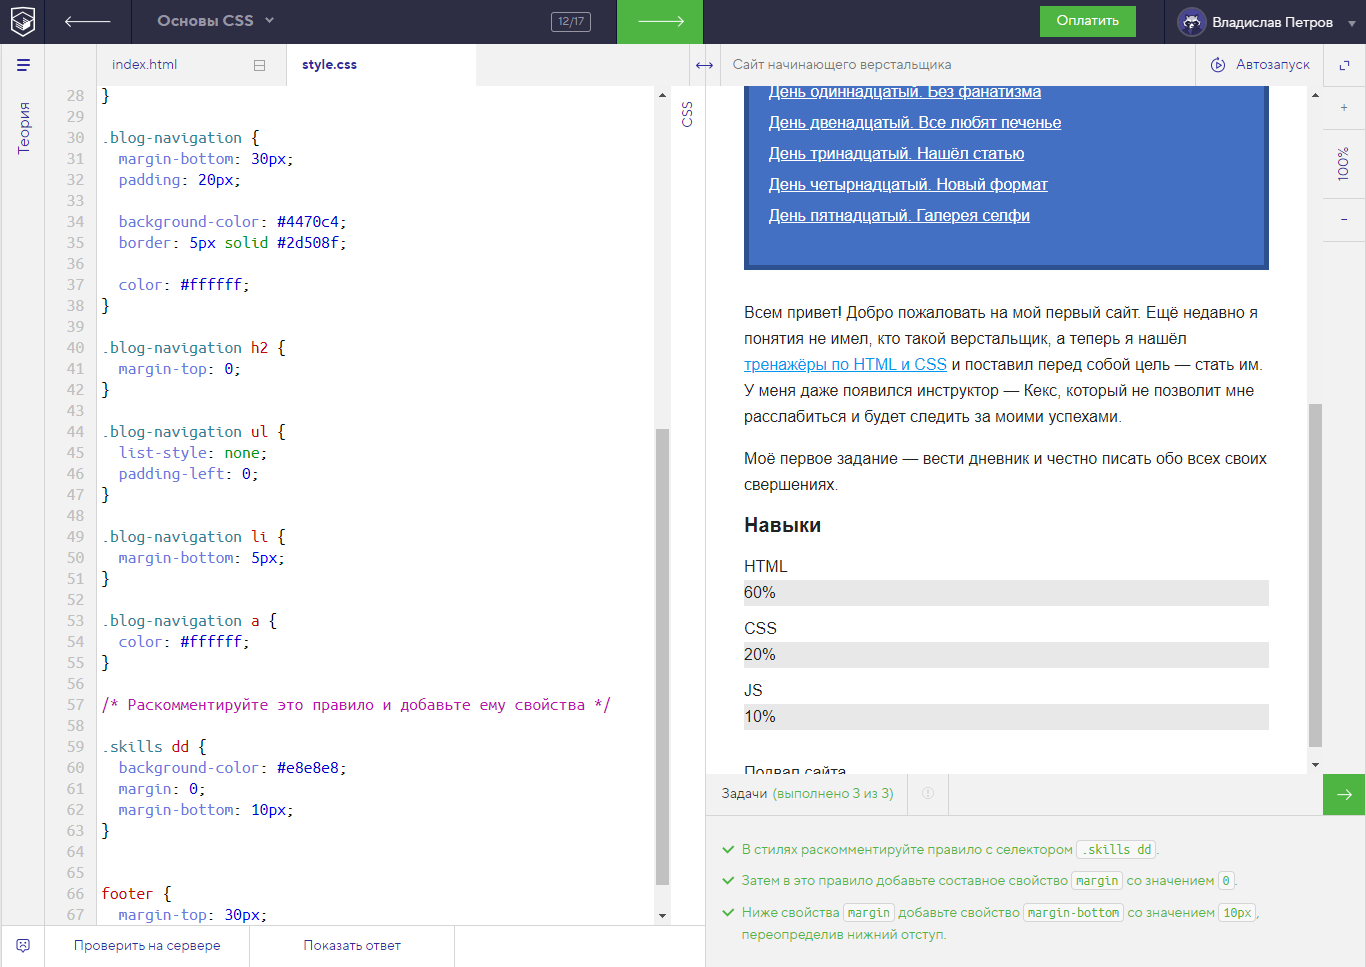 Основы CSS
12/17
Оплатить
Владислав Петров
index.html
style.css
Сайт начинающего верстальщика
Автозапуск
Теория
CSS
100%
28 }
29
30 .blog-navigation {
31 margin-bottom: 30px;
32 padding: 20px;
33
34 background-color: #4470c4;
35 border: 5px solid #2d508f;
36
37 color: #ffffff;
38 }
39
40 .blog-navigation h2 {
41 margin-top: 0;
42 }
43
44 .blog-navigation ul {
45 list-style: none;
46 padding-left: 0;
47 }
48
49 .blog-navigation li {
50 margin-bottom: 5px;
51 }
52
53 .blog-navigation a {
54 color: #ffffff;
55 }
56
57 /* Раскомментируйте это правило и добавьте ему свойства */
58
59 .skills dd {
60 background-color: #e8e8e8;
61 margin: 0;
62 margin-bottom: 10px;
63 }
64
65
66 footer {
67 margin-top: 30px;
Проверить на сервере
Показать ответ
День одиннадцатый. Без фанатизма
День двенадцатый. Все любят печенье
День тринадцатый. Нашёл статью
День четырнадцатый. Новый формат
День пятнадцатый. Галерея селфи
Всем привет! Добро пожаловать на мой первый сайт. Ещё недавно я
понятия не имел, кто такой верстальщик, а теперь я нашёл
тренажёры по HTML и CSS и поставил перед собой цель — стать им.
У меня даже появился инструктор — Кекс, который не позволит мне
расслабиться и будет следить за моими успехами.
Моё первое задание — вести дневник и честно писать обо всех своих
свершениях.
Навыки
HTML
60%
CSS
20%
JS
10%
Подвал сайта
Задачи (выполнено 3 из 3)
В стилях раскомментируйте правило с селектором .skills dd.
Затем в это правило добавьте составное свойство margin со значением 0.
Ниже свойства margin добавьте свойство margin-bottom со значением 10px,
переопределив нижний отступ.